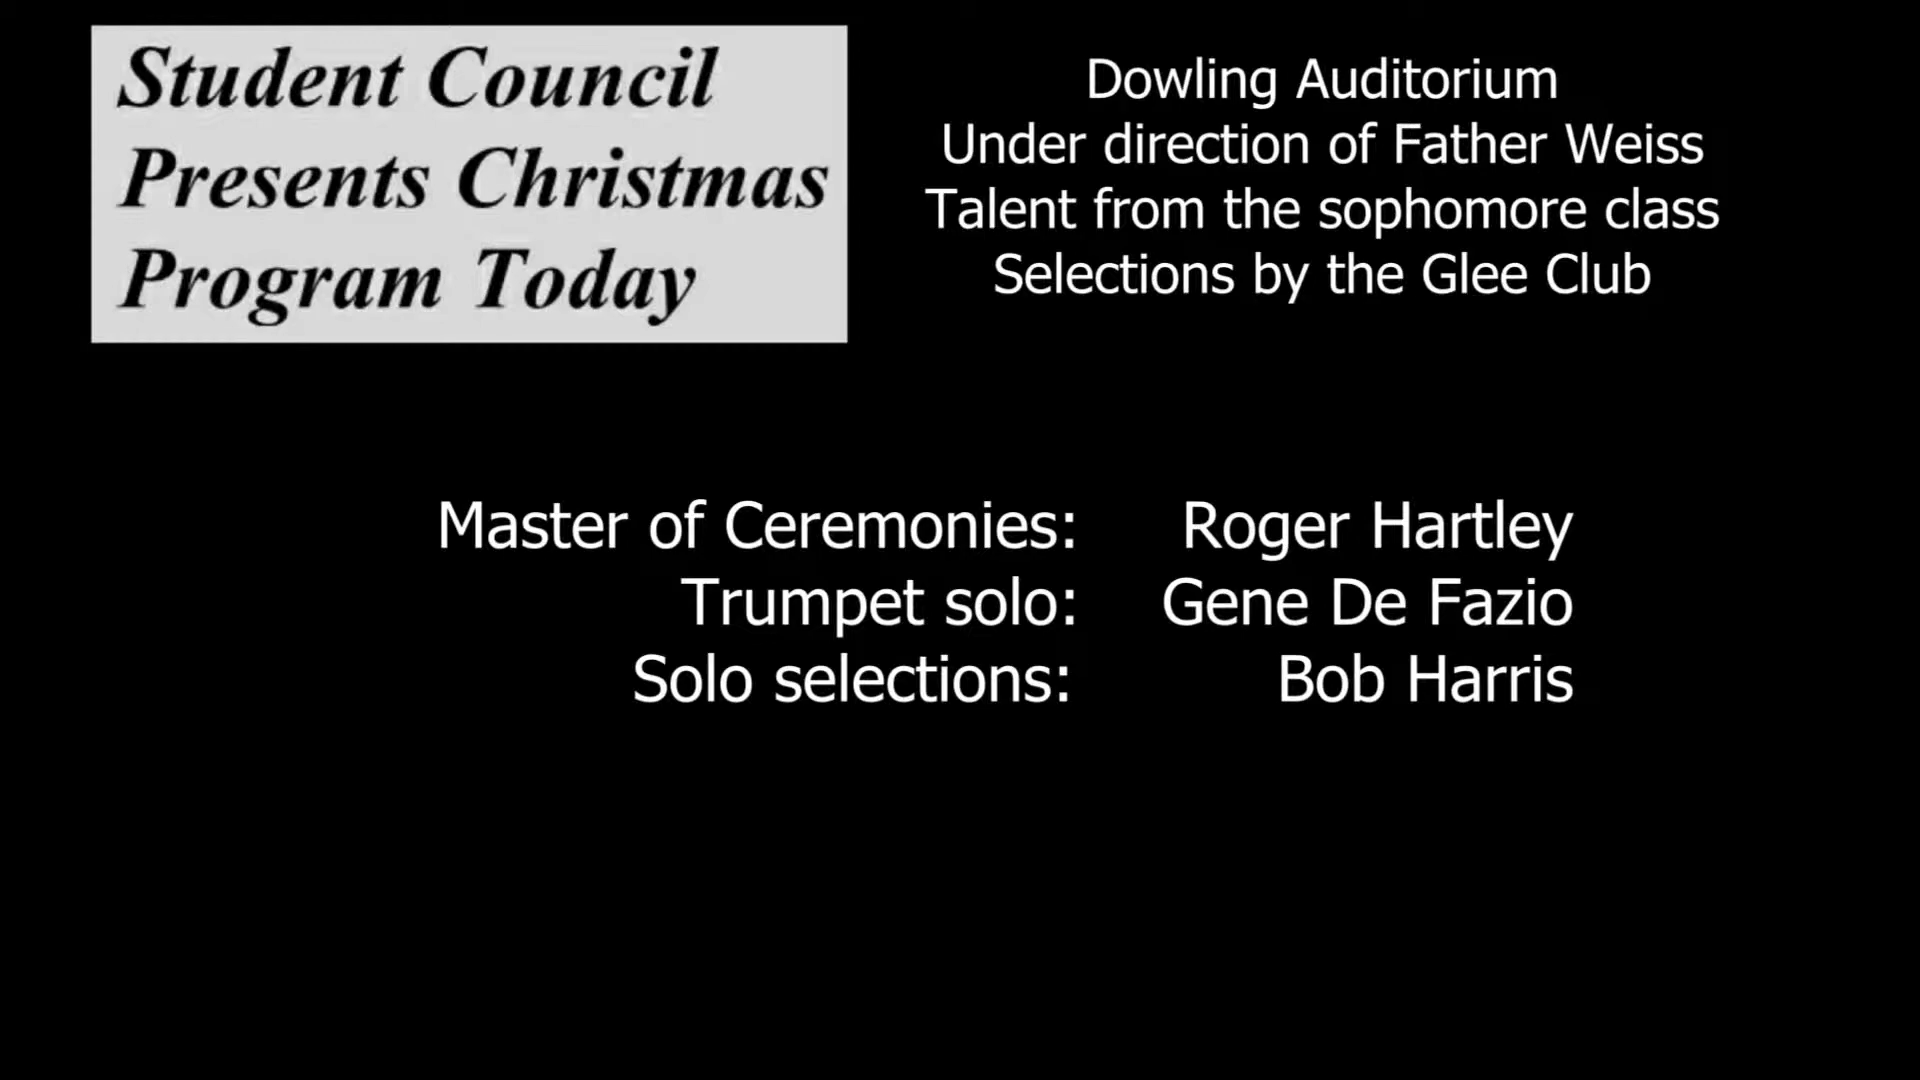 Student Council
Presents Christmas
Program Today
Dowling Auditorium
Under direction of Father Weiss
Talent from the sophomore class
Selections by the Glee Club
Master of Ceremonies: Roger Hartley
Trumpet solo: Gene De Fazio
Solo selections: Bob Harris